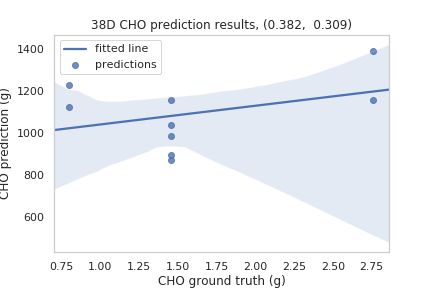 38D CHO prediction results, (0.382,  0.309)
fitted line
predictions
1400
1200
1000
800
600
CHO prediction (g)
0.75 1.00 1.25 1.50 1.75 2.00 2.25 2.50 2.75
CHO ground truth (g)